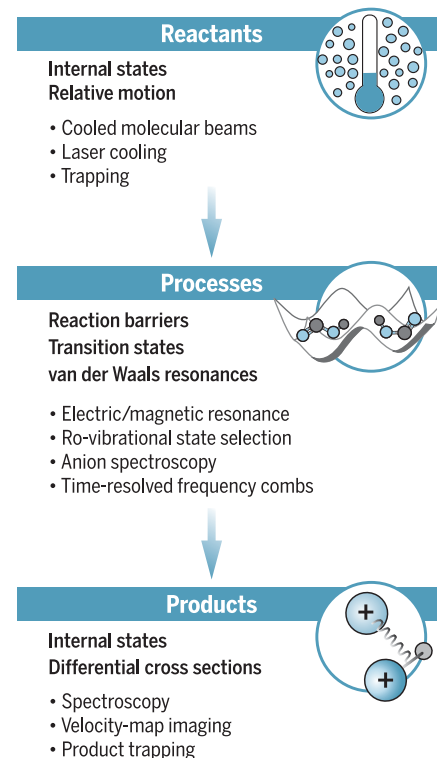 Reactants
Internal states
Relative motion
• Cooled molecular beams
• Laser cooling
• Trapping
Processes
Reaction barriers
Transition states
van der Waals resonances
• Electric/magnetic resonance
• Ro-vibrational state selection
• Anion spectroscopy
• Time-resolved frequency combs
Products
Internal states
Differential cross sections
• Spectroscopy
• Velocity-map imaging
• Product trapping
+
+